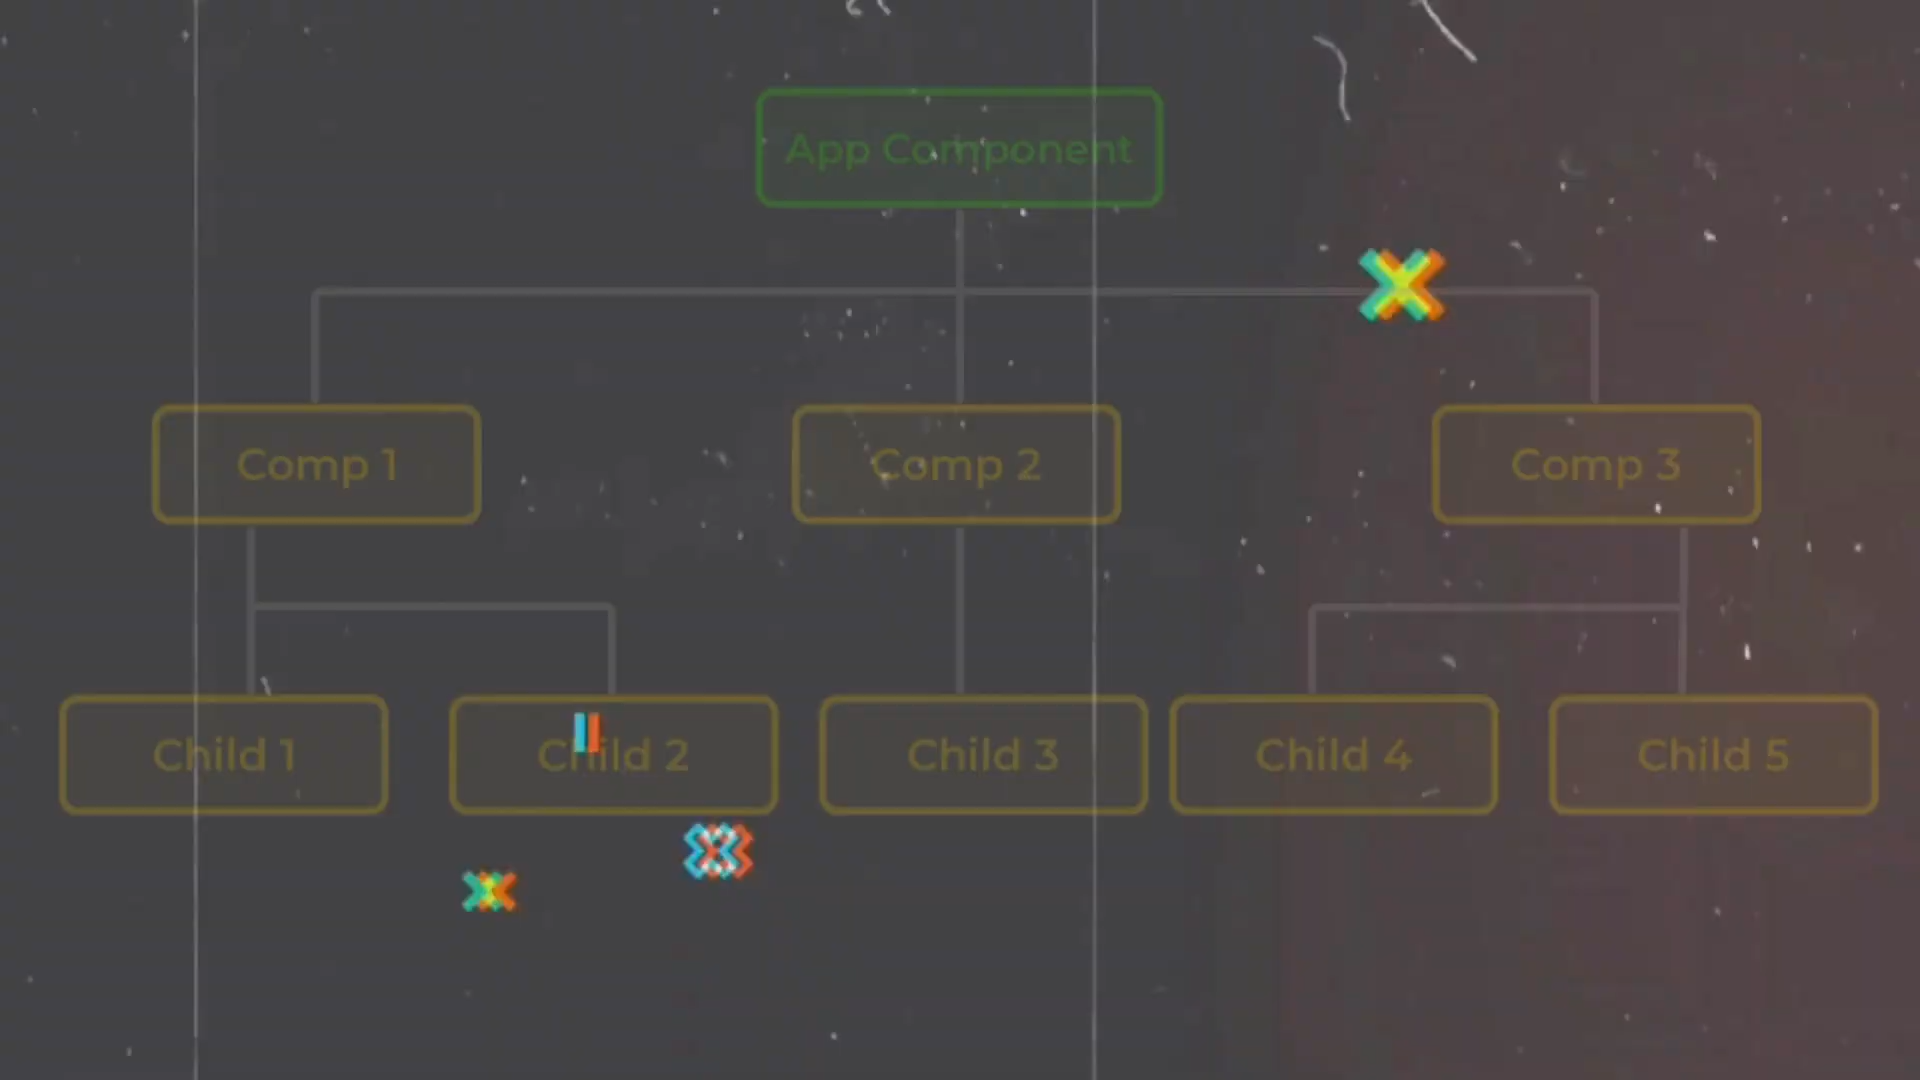 App Component
Comp 1
Comp 2
Comp 3
Child 1
Child 2
Child 3
Child 4
Child 5